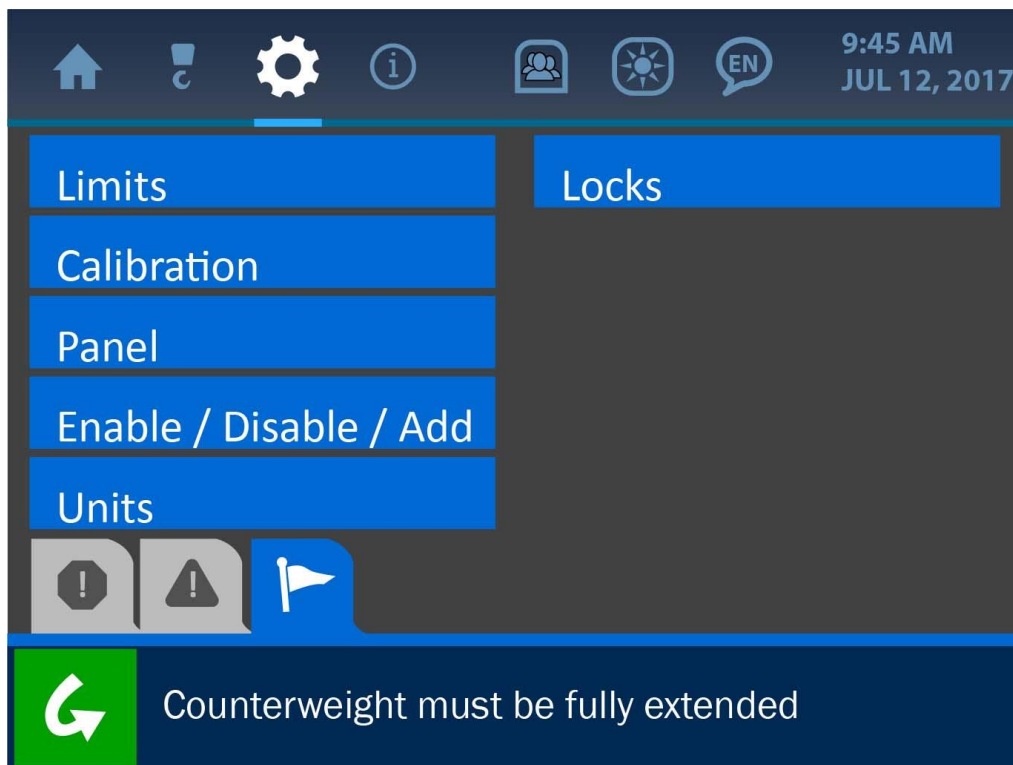 EN
9:45 AM
JUL 12, 2017
Limits
Locks
Calibration
Panel
Enable / Disable / Add
Units
Counterweight must be fully extended